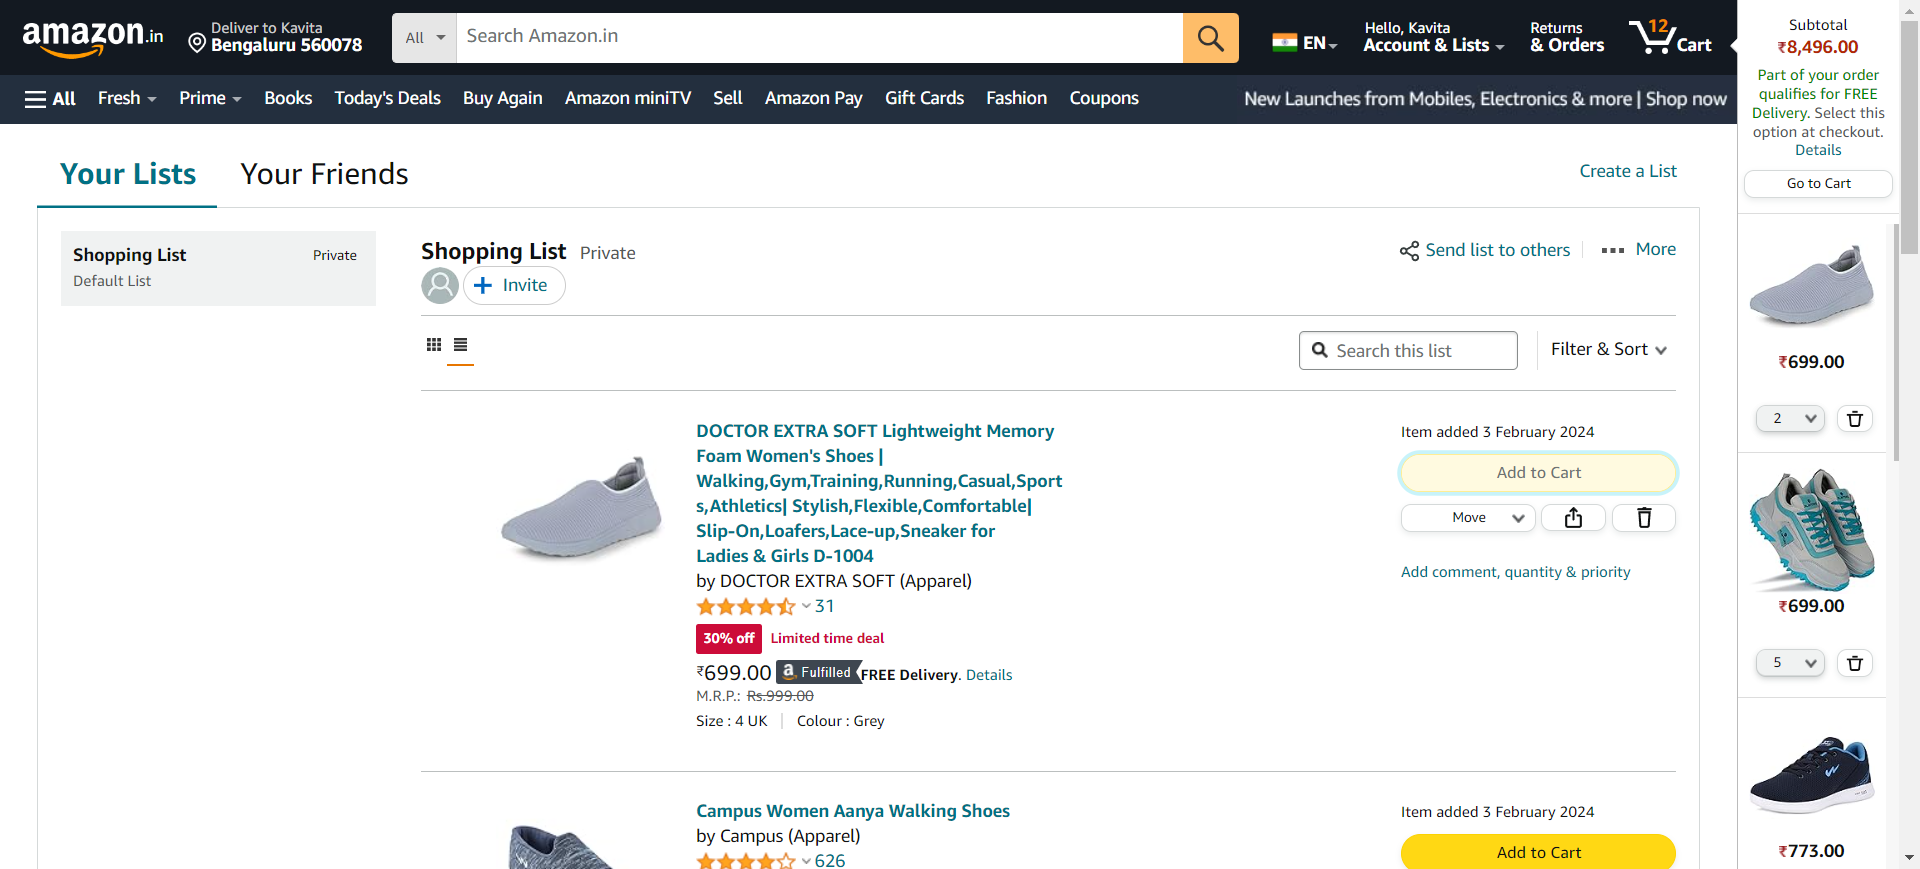 amazon.in
Deliver to Kavita
Bengaluru 560078
All
Search Amazon.in
EN
Hello, Kavita
Account & Lists
Returns
& Orders
12
Cart
All
Fresh
Prime
Books
Today's Deals
Buy Again
Amazon miniTV
Sell
Amazon Pay
Gift Cards
Fashion
Coupons
New Launches from Mobiles, Electronics & more | Shop now
Your Lists
Your Friends
Create a List
Shopping List
Private
Default List
Shopping List Private
Invite
Send list to others
More
Search this list
Filter & Sort
DOCTOR EXTRA SOFT Lightweight Memory
Foam Women's Shoes |
Walking,Gym,Training,Running,Casual,Sport
s,Athletics| Stylish,Flexible,Comfortable|
Slip-On,Loafers,Lace-up,Sneaker for
Ladies & Girls D-1004
by DOCTOR EXTRA SOFT (Apparel)
31
30% off Limited time deal
₹699.00 a Fulfilled FREE Delivery. Details
M.R.P.: Rs.999.00
Size : 4 UK | Colour : Grey
Item added 3 February 2024
Add to Cart
Move
Add comment, quantity & priority
Campus Women Aanya Walking Shoes
by Campus (Apparel)
626
Item added 3 February 2024
Add to Cart
Subtotal
₹8,496.00
Part of your order
qualifies for FREE
Delivery. Select this
option at checkout.
Details
Go to Cart
₹699.00
2
₹699.00
5
₹773.00